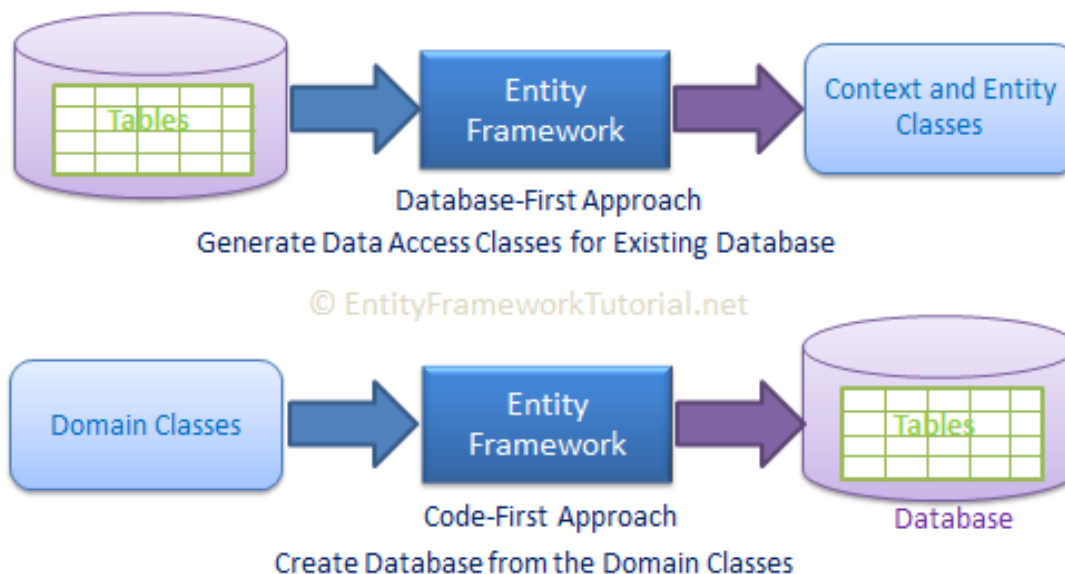 Tables
Entity
Framework
Context and Entity
Classes
Database-First Approach
Generate Data Access Classes for Existing Database
© EntityFrameworkTutorial.net
Domain Classes
Entity
Framework
Tables
Database
Code-First Approach
Create Database from the Domain Classes